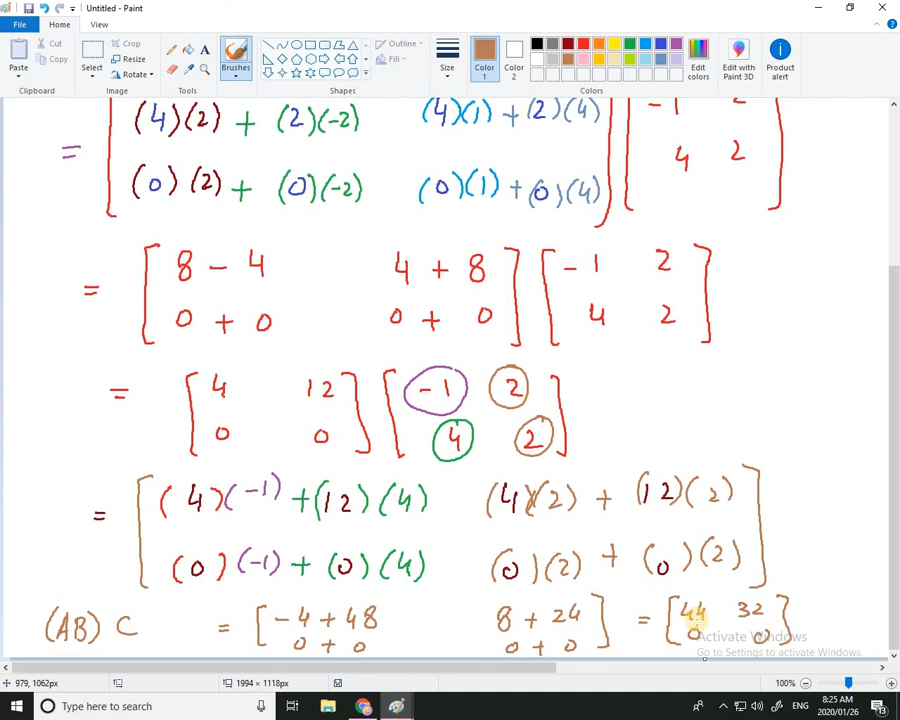 Untitled - Paint
File Home View
Paste Cut Copy Select Crop Resize Rotate Brushes Outline Fill Size Color 1 Color 2 Edit colors Edit with Paint 3D Product alert
Clipboard Image Tools Shapes Colors
= [ (4)(2) + (2)(-2) (4)(1) + (2)(4) ] [ -1 2 ]
4 2
(0)(2) + (0)(-2) (0)(1) + (0)(4)
= [ 8 - 4 4 + 8 ] [ -1 2 ]
0 + 0 0 + 0 4 2
= [ 4 12 ] [ -1 2 ]
0 0 4 2
= [ (4)(-1) + (12)(4) (4)(2) + (12)(2) ]
(0)(-1) + (0)(4) (0)(2) + (0)(2)
(AB) C = [ -4 + 48 8 + 24 ] = [ 44 32 ]
0 + 0 0 + 0 0 0
Activate Windows
Go to Settings to activate Windows.
979, 1062px 1994 × 1118px 100%
Type here to search 8:25 AM
2020/01/26 13